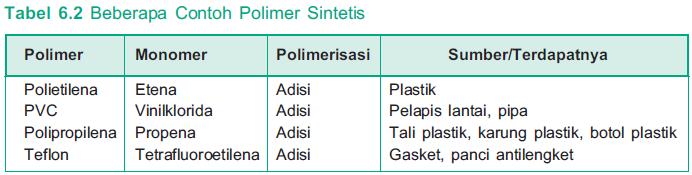 Tabel 6.2 Beberapa Contoh Polimer Sintetis
Polimer Monomer Polimerisasi Sumber/Terdapatnya
Polietilena Etena Adisi Plastik
PVC Vinilklorida Adisi Pelapis lantai, pipa
Polipropilena Propena Adisi Tali plastik, karung plastik, botol plastik
Teflon Tetrafluoroetilena Adisi Gasket, panci antilengket